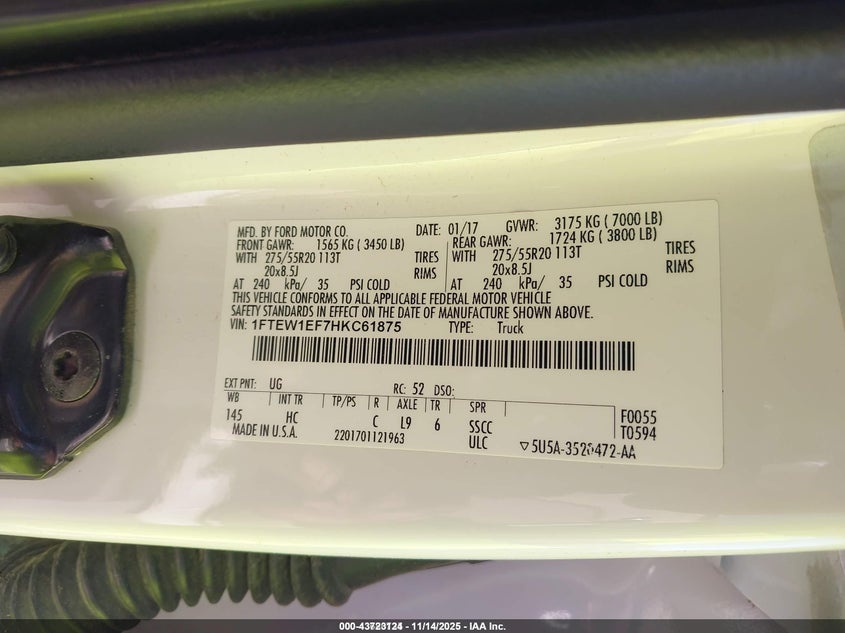 MFD. BY FORD MOTOR CO. DATE: 01/17 GVWR: 3175 KG ( 7000 LB)
FRONT GAWR: 1565 KG ( 3450 LB) REAR GAWR: 1724 KG ( 3800 LB)
WITH 275/55R20 113T TIRES WITH 275/55R20 113T TIRES
20x8.5J RIMS 20x8.5J RIMS
AT 240 kPa/ 35 PSI COLD AT 240 kPa/ 35 PSI COLD
THIS VEHICLE CONFORMS TO ALL APPLICABLE FEDERAL MOTOR VEHICLE
SAFETY STANDARDS IN EFFECT ON THE DATE OF MANUFACTURE SHOWN ABOVE.
VIN: 1FTEW1EF7HKC61875 TYPE: Truck
EXT PNT: UG RC: 52 DSO:
WB INT TR TP/PS R AXLE TR SPR
145 HC C L9 6 SSCC F0055
MADE IN U.S.A. 2201701121963 ULC T0594
▽5U5A-3520472-AA
11/14/2025 - IAA Inc.